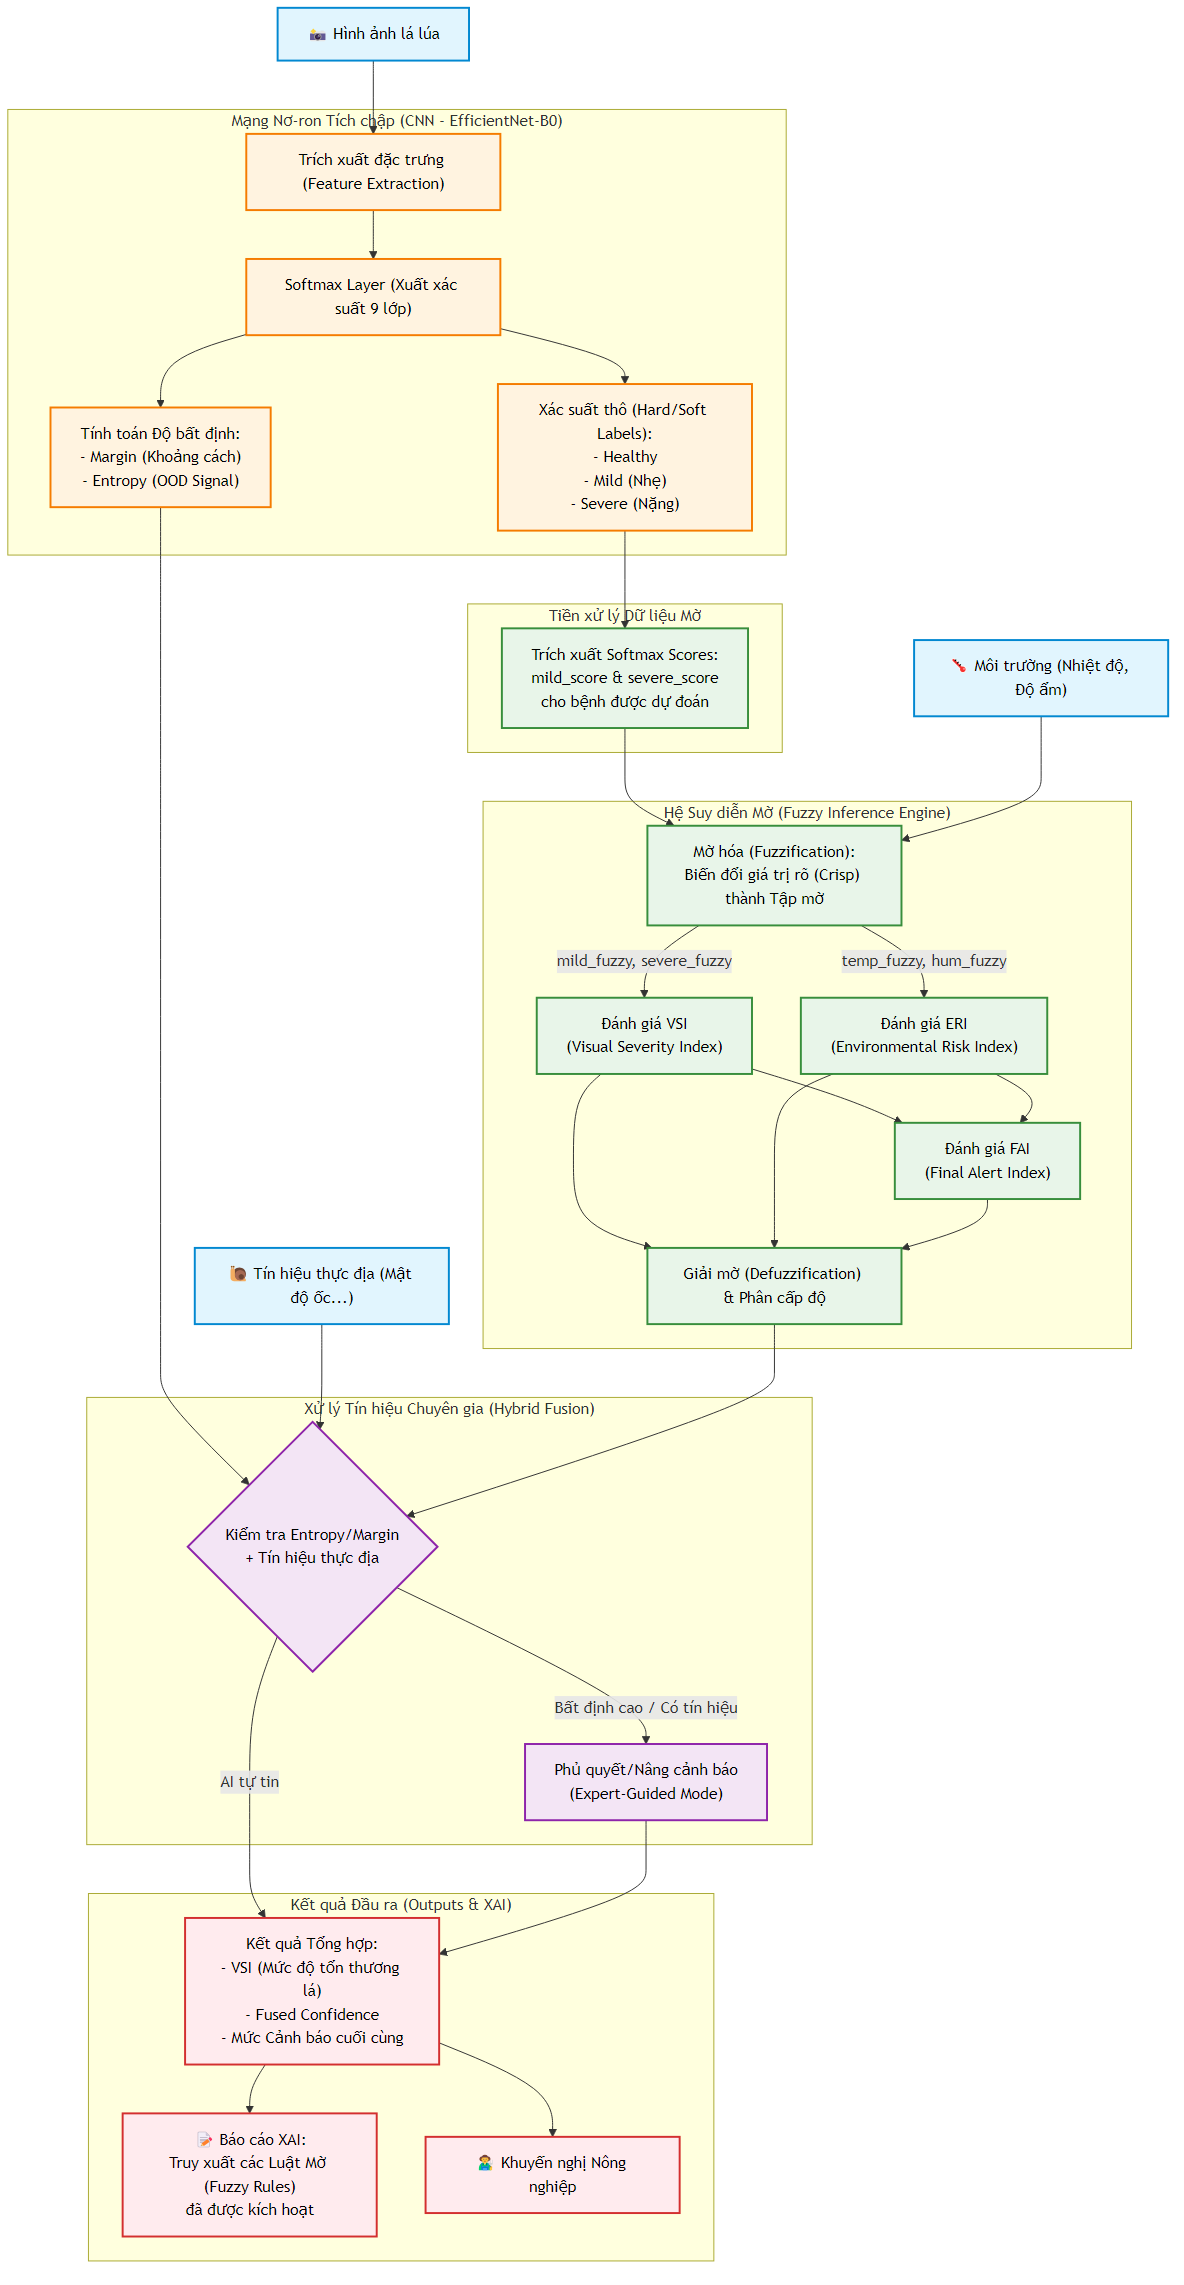 📸 Hình ảnh lá lúa
Mạng Nơ-ron Tích chập (CNN - EfficientNet-B0)
Trích xuất đặc trưng
(Feature Extraction)
Softmax Layer (Xuất xác
suất 9 lớp)
Tính toán Độ bất định:
- Margin (Khoảng cách)
- Entropy (OOD Signal)
Xác suất thô (Hard/Soft
Labels):
- Healthy
- Mild (Nhẹ)
- Severe (Nặng)
Tiền xử lý Dữ liệu Mờ
Trích xuất Softmax Scores:
mild_score & severe_score
cho bệnh được dự đoán
🌡️ Môi trường (Nhiệt độ,
Độ ẩm)
Hệ Suy diễn Mờ (Fuzzy Inference Engine)
Mờ hóa (Fuzzification):
Biến đổi giá trị rõ (Crisp)
thành Tập mờ
mild_fuzzy, severe_fuzzy
temp_fuzzy, hum_fuzzy
Đánh giá VSI
(Visual Severity Index)
Đánh giá ERI
(Environmental Risk Index)
Đánh giá FAI
(Final Alert Index)
Giải mờ (Defuzzification)
& Phân cấp độ
🐌 Tín hiệu thực địa (Mật
độ ốc...)
Xử lý Tín hiệu Chuyên gia (Hybrid Fusion)
Kiểm tra Entropy/Margin
+ Tín hiệu thực địa
Bất định cao / Có tín hiệu
AI tự tin
Phủ quyết/Nâng cảnh báo
(Expert-Guided Mode)
Kết quả Đầu ra (Outputs & XAI)
Kết quả Tổng hợp:
- VSI (Mức độ tổn thương
lá)
- Fused Confidence
- Mức Cảnh báo cuối cùng
📝 Báo cáo XAI:
Truy xuất các Luật Mờ
(Fuzzy Rules)
đã được kích hoạt
👨‍🌾 Khuyến nghị Nông
nghiệp